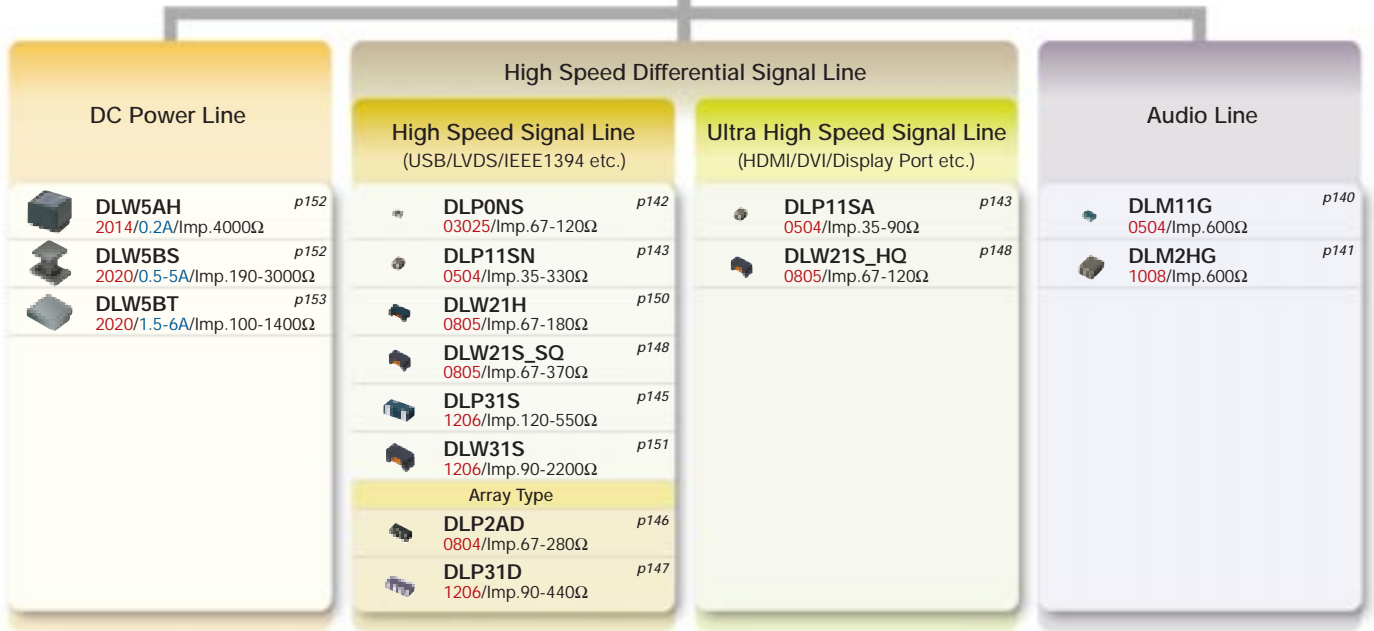 DC Power Line
DLW5AH p152
2014/0.2A/Imp.4000Ω
DLW5BS p152
2020/0.5-5A/Imp.190-3000Ω
DLW5BT p153
2020/1.5-6A/Imp.100-1400Ω
High Speed Differential Signal Line
High Speed Signal Line
(USB/LVDS/IEEE1394 etc.)
DLP0NS p142
03025/Imp.67-120Ω
DLP11SN p143
0504/Imp.35-330Ω
DLW21H p150
0805/Imp.67-180Ω
DLW21S_SQ p148
0805/Imp.67-370Ω
DLP31S p145
1206/Imp.120-550Ω
DLW31S p151
1206/Imp.90-2200Ω
Array Type
DLP2AD p146
0804/Imp.67-280Ω
DLP31D p147
1206/Imp.90-440Ω
Ultra High Speed Signal Line
(HDMI/DVI/Display Port etc.)
DLP11SA p143
0504/Imp.35-90Ω
DLW21S_HQ p148
0805/Imp.67-120Ω
Audio Line
DLM11G p140
0504/Imp.600Ω
DLM2HG p141
1008/Imp.600Ω